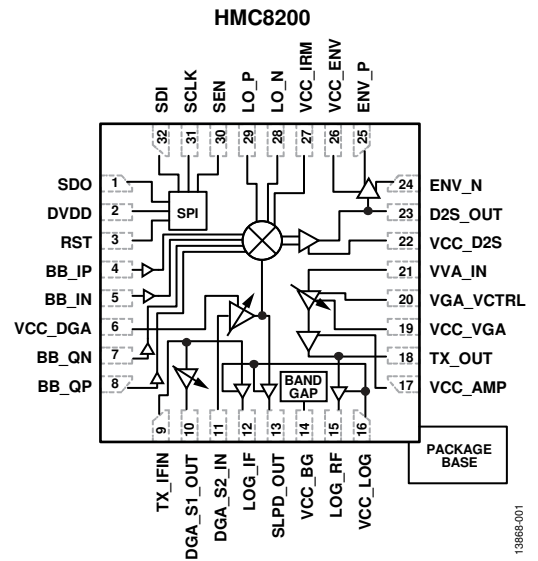 HMC8200
SDI
SCLK
SEN
LO_P
LO_N
VCC_IRM
VCC_ENV
ENV_P
32
31
30
29
28
27
26
25
SDO
1
DVDD
2
RST
3
BB_IP
4
BB_IN
5
VCC_DGA
6
BB_QN
7
BB_QP
8
SPI
24
ENV_N
23
D2S_OUT
22
VCC_D2S
21
VVA_IN
20
VGA_VCTRL
19
VCC_VGA
18
TX_OUT
17
VCC_AMP
BAND
GAP
9
10
11
12
13
14
15
16
TX_IFIN
DGA_S1_OUT
DGA_S2_IN
LOG_IF
SLPD_OUT
VCC_BG
LOG_RF
VCC_LOG
PACKAGE
BASE
13868-001